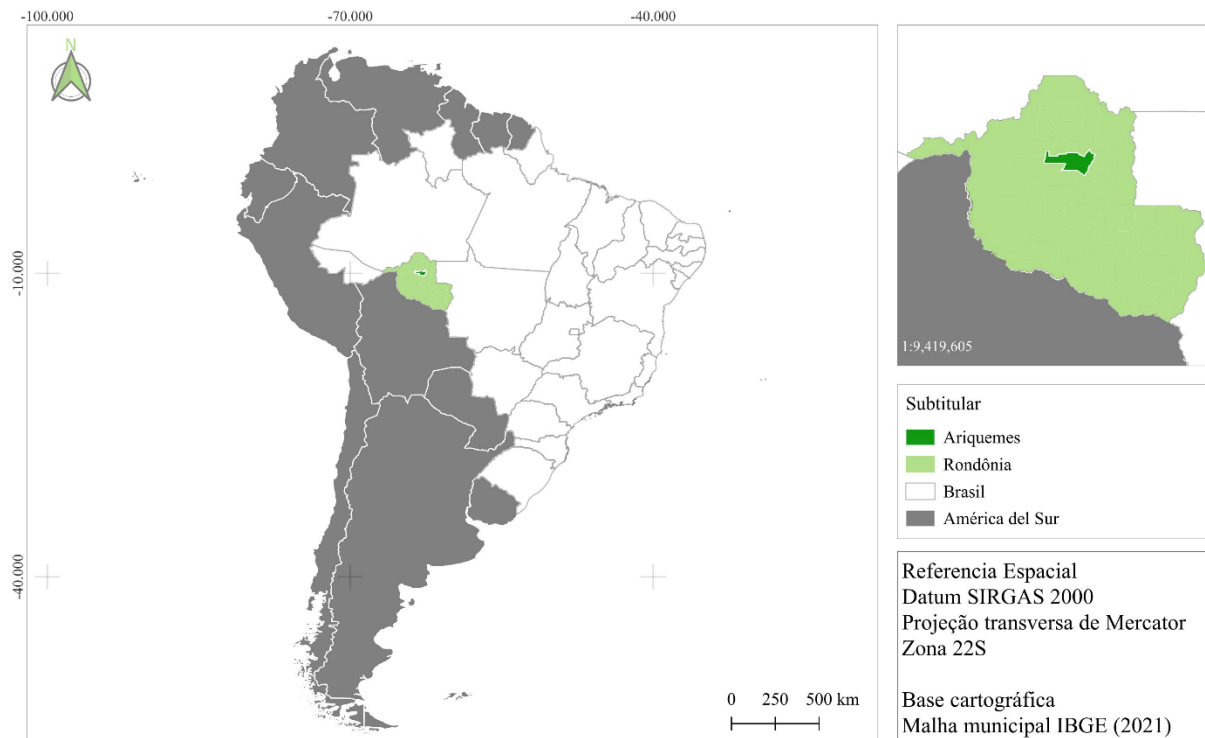 -100.000
-70.000
-40.000
N
-10.000
-40.000
0 250 500 km
1:9,419,605
Subtitular
Ariquemes
Rondônia
Brasil
América del Sur
Referencia Espacial
Datum SIRGAS 2000
Projeção transversa de Mercator
Zona 22S
Base cartográfica
Malha municipal IBGE (2021)